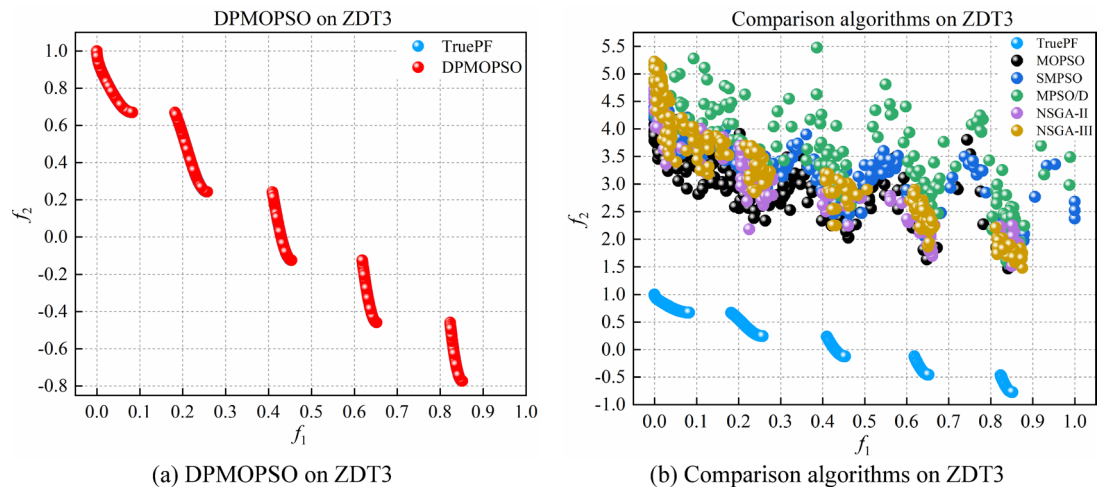 DPMOPSO on ZDT3
TruePF
DPMOPSO
1.0
0.8
0.6
0.4
0.2
0.0
-0.2
-0.4
-0.6
-0.8
f2
0.0 0.1 0.2 0.3 0.4 0.5 0.6 0.7 0.8 0.9 1.0
f1
(a) DPMOPSO on ZDT3
Comparison algorithms on ZDT3
TruePF
MOPSO
SMPSO
MPSO/D
NSGA-II
NSGA-III
5.5
5.0
4.5
4.0
3.5
3.0
2.5
2.0
1.5
1.0
0.5
0.0
-0.5
-1.0
f2
0.0 0.1 0.2 0.3 0.4 0.5 0.6 0.7 0.8 0.9 1.0
f1
(b) Comparison algorithms on ZDT3